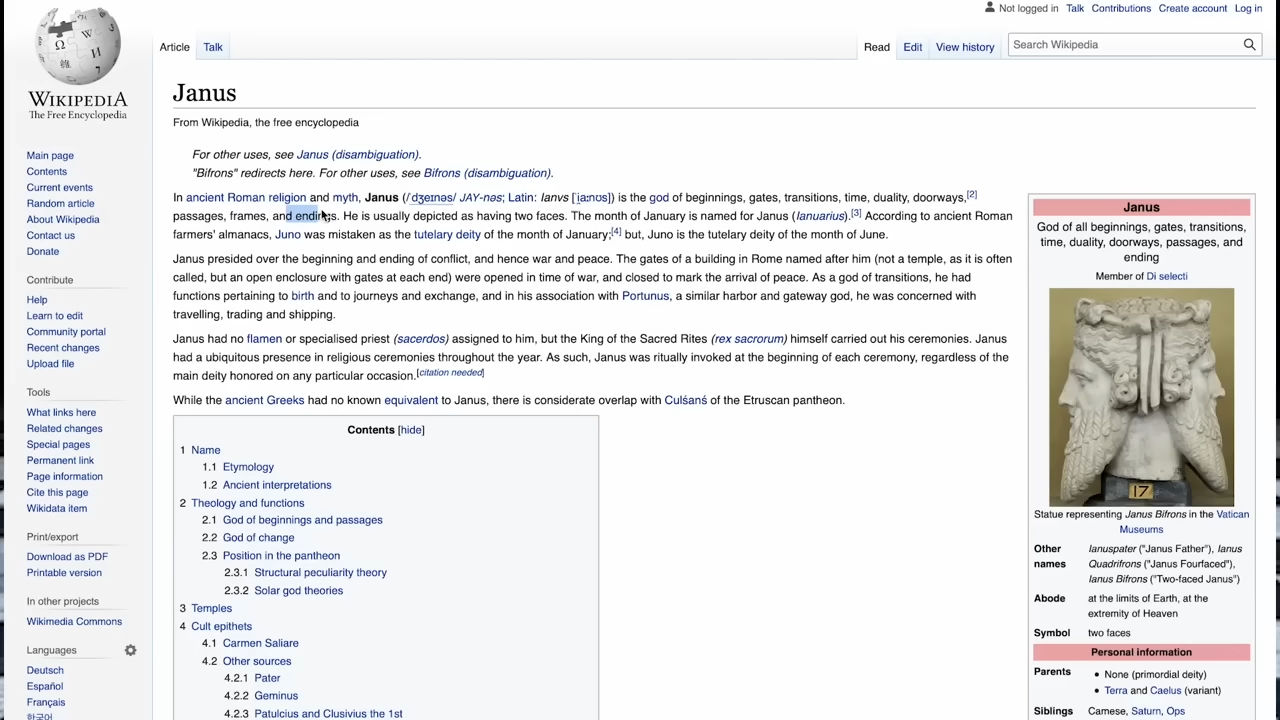 Not logged in Talk Contributions Create account Log in
WIKIPEDIA
The Free Encyclopedia
Article Talk
Read Edit View history
Search Wikipedia
Main page
Contents
Current events
Random article
About Wikipedia
Contact us
Donate
Contribute
Help
Learn to edit
Community portal
Recent changes
Upload file
Tools
What links here
Related changes
Special pages
Permanent link
Page information
Cite this page
Wikidata item
Print/export
Download as PDF
Printable version
In other projects
Wikimedia Commons
Languages
Deutsch
Español
Français
한국어
Janus
From Wikipedia, the free encyclopedia
For other uses, see Janus (disambiguation).
"Bifrons" redirects here. For other uses, see Bifrons (disambiguation).
In ancient Roman religion and myth, Janus (/ˈdʒeɪnəs/ JAY-nəs; Latin: Ianvs [ˈi̯aːnʊs]) is the god of beginnings, gates, transitions, time, duality, doorways,[2]
passages, frames, and endings. He is usually depicted as having two faces. The month of January is named for Janus (Ianuarius).[3] According to ancient Roman
farmers' almanacs, Juno was mistaken as the tutelary deity of the month of January;[4] but, Juno is the tutelary deity of the month of June.
Janus presided over the beginning and ending of conflict, and hence war and peace. The gates of a building in Rome named after him (not a temple, as it is often
called, but an open enclosure with gates at each end) were opened in time of war, and closed to mark the arrival of peace. As a god of transitions, he had
functions pertaining to birth and to journeys and exchange, and in his association with Portunus, a similar harbor and gateway god, he was concerned with
travelling, trading and shipping.
Janus had no flamen or specialised priest (sacerdos) assigned to him, but the King of the Sacred Rites (rex sacrorum) himself carried out his ceremonies. Janus
had a ubiquitous presence in religious ceremonies throughout the year. As such, Janus was ritually invoked at the beginning of each ceremony, regardless of the
main deity honored on any particular occasion.[citation needed]
While the ancient Greeks had no known equivalent to Janus, there is considerate overlap with Culśanś of the Etruscan pantheon.
Contents [hide]
1 Name
1.1 Etymology
1.2 Ancient interpretations
2 Theology and functions
2.1 God of beginnings and passages
2.2 God of change
2.3 Position in the pantheon
2.3.1 Structural peculiarity theory
2.3.2 Solar god theories
3 Temples
4 Cult epithets
4.1 Carmen Saliare
4.2 Other sources
4.2.1 Pater
4.2.2 Geminus
4.2.3 Patulcius and Clusivius the 1st
Janus
God of all beginnings, gates, transitions,
time, duality, doorways, passages, and
ending
Member of Di selecti
17
Statue representing Janus Bifrons in the Vatican
Museums
Other names Ianuspater ("Janus Father"), Ianus
Quadrifrons ("Janus Fourfaced"),
Ianus Bifrons ("Two-faced Janus")
Abode at the limits of Earth, at the
extremity of Heaven
Symbol two faces
Personal information
Parents • None (primordial deity)
• Terra and Caelus (variant)
Siblings Camese, Saturn, Ops